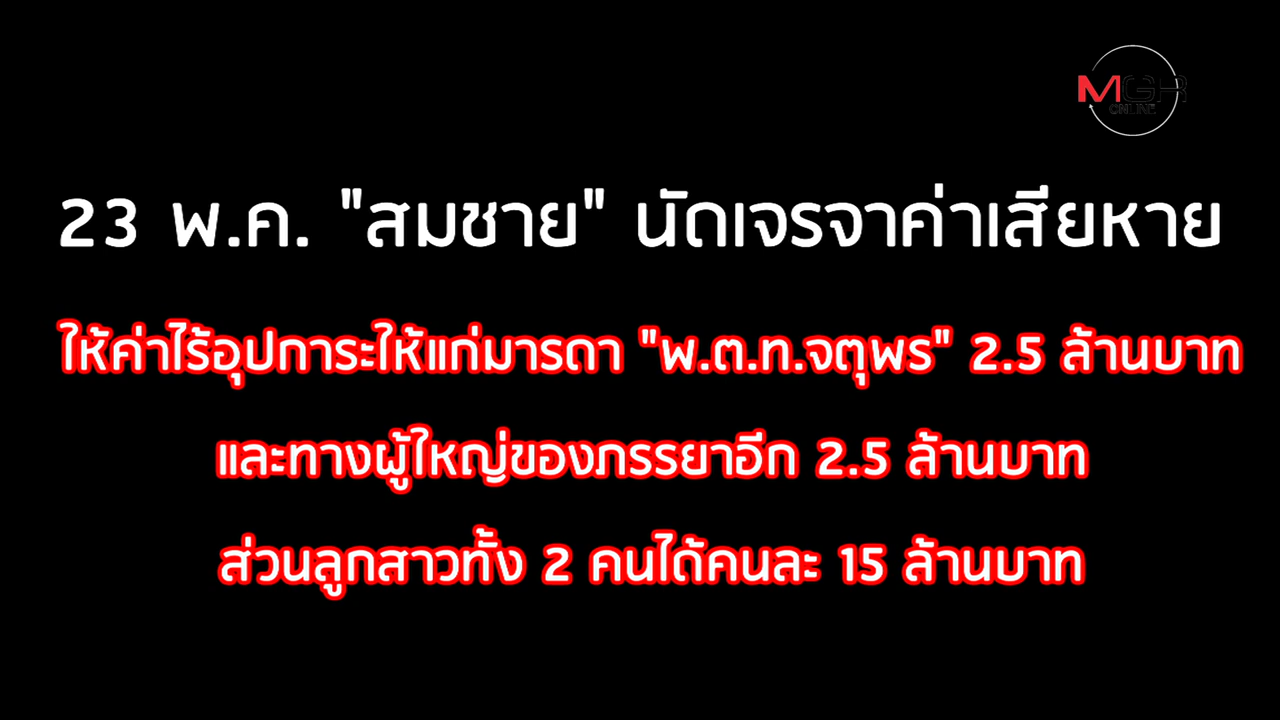 MGR
ONLINE
23 พ.ค. "สมชาย" นัดเจรจาค่าเสียหาย
ให้ค่าไร้อุปการะให้แก่มารดา "พ.ต.ท.จตุพร" 2.5 ล้านบาท
และทางผู้ใหญ่ของภรรยาอีก 2.5 ล้านบาท
ส่วนลูกสาวทั้ง 2 คนได้คนละ 15 ล้านบาท